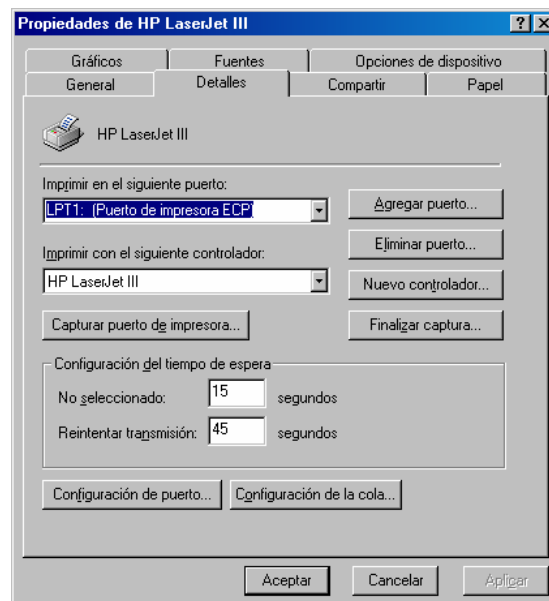 Propiedades de HP LaserJet III
Gráficos Fuentes Opciones de dispositivo
General Detalles Compartir Papel
HP LaserJet III
Imprimir en el siguiente puerto:
LPT1: (Puerto de impresora ECP)
Agregar puerto...
Eliminar puerto...
Imprimir con el siguiente controlador:
HP LaserJet III
Nuevo controlador...
Capturar puerto de impresora...
Finalizar captura...
Configuración del tiempo de espera
No seleccionado: 15 segundos
Reintentar transmisión: 45 segundos
Configuración de puerto... Configuración de la cola...
Aceptar Cancelar Aplicar